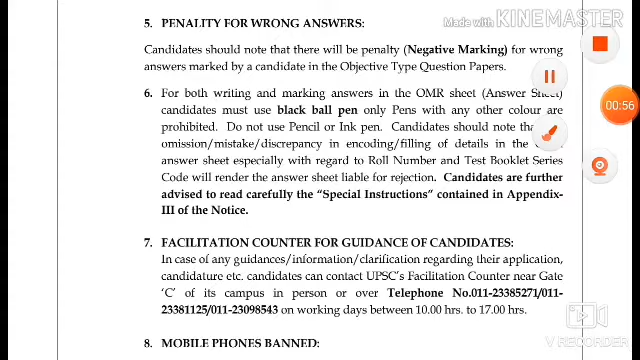 Made with KINEMASTER
5. PENALITY FOR WRONG ANSWERS:
Candidates should note that there will be penalty (Negative Marking) for wrong
answers marked by a candidate in the Objective Type Question Papers.
6. For both writing and marking answers in the OMR sheet (Answer Sheet)
candidates must use black ball pen only Pens with any other colour are
prohibited. Do not use Pencil or Ink pen. Candidates should note that
omission/mistake/discrepancy in encoding/filling of details in the
answer sheet especially with regard to Roll Number and Test Booklet Series
Code will render the answer sheet liable for rejection. Candidates are further
advised to read carefully the “Special Instructions” contained in Appendix-
III of the Notice.
00:56
7. FACILITATION COUNTER FOR GUIDANCE OF CANDIDATES:
In case of any guidances/information/clarification regarding their application,
candidature etc. candidates can contact UPSC’s Facilitation Counter near Gate
‘C’ of its campus in person or over Telephone No.011-23385271/011-
23381125/011-23098543 on working days between 10.00 hrs. to 17.00 hrs.
8. MOBILE PHONES BANNED:
V RECORDER